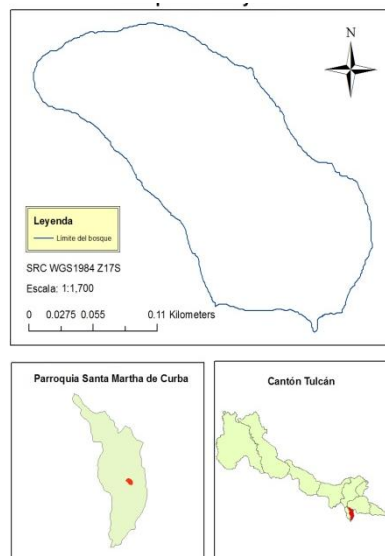 N
Leyenda
Límite del bosque
SRC WGS1984 Z17S
Escala: 1:1,700
0 0.0275 0.055 0.11 Kilometers
Parroquia Santa Martha de Curba
Cantón Tulcán